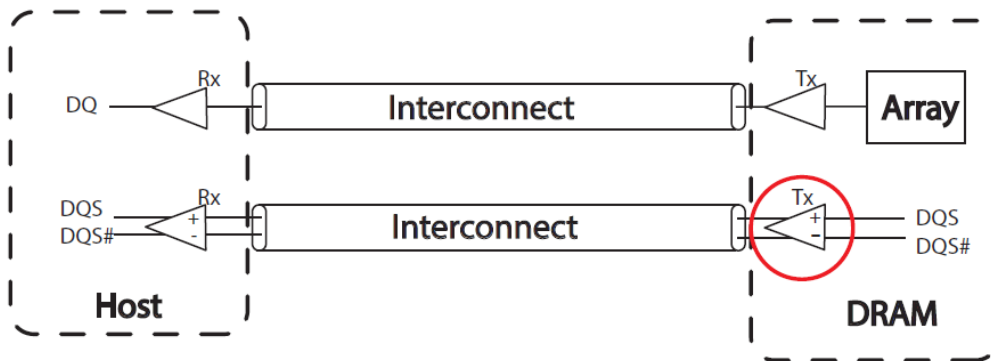 Rx
Tx
DQ
Interconnect
Array
Rx
Tx
DQS
DQS#
+
-
Interconnect
+
-
DQS
DQS#
Host
DRAM